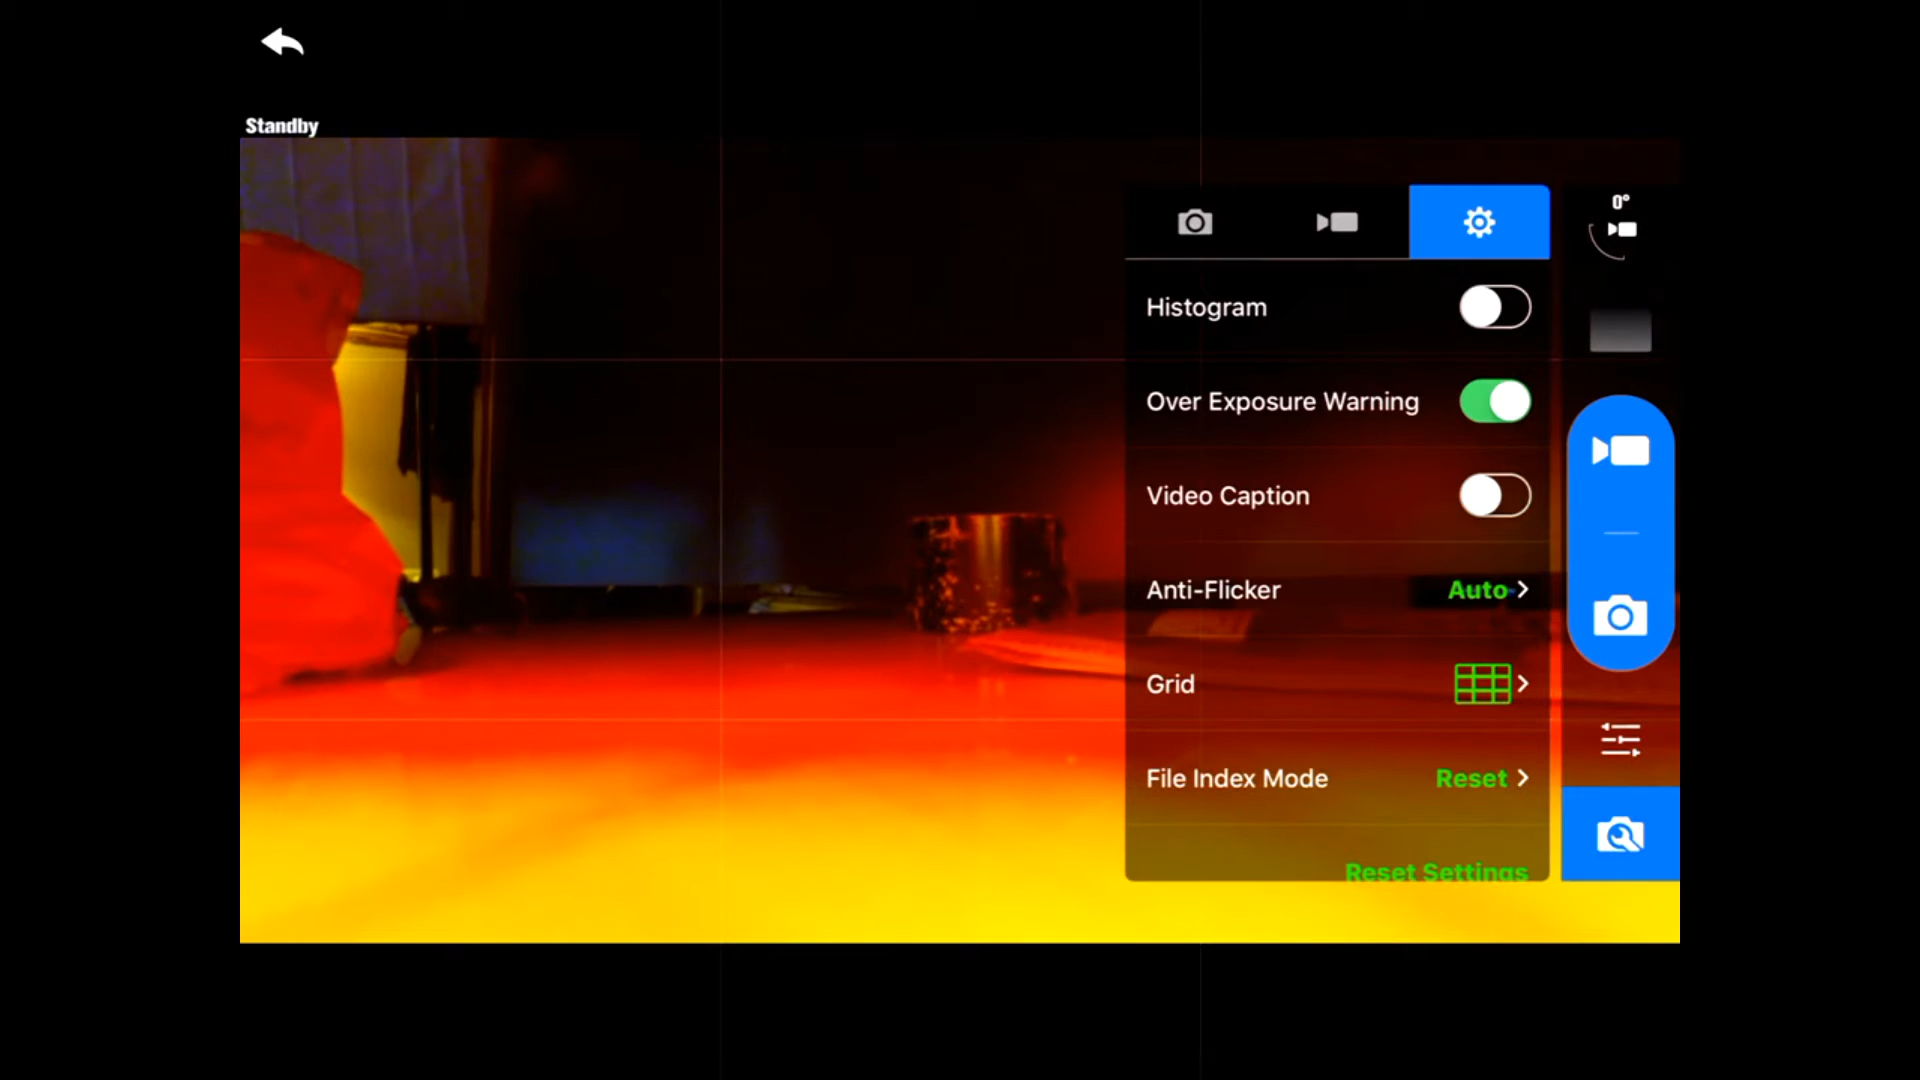 Standby
0°
Histogram
Over Exposure Warning
Video Caption
Anti-Flicker Auto
Grid
File Index Mode Reset
Reset Settings